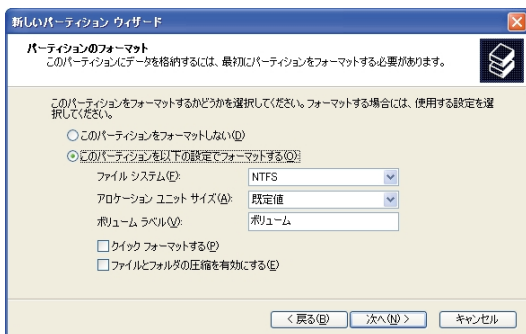 新しいパーティション ウィザード
パーティションのフォーマット
このパーティションにデータを格納するには、最初にパーティションをフォーマットする必要があります。
このパーティションをフォーマットするかどうかを選択してください。フォーマットする場合には、使用する設定を選
択してください。
このパーティションをフォーマットしない(D)
このパーティションを以下の設定でフォーマットする(O)
ファイル システム(F): NTFS
アロケーション ユニット サイズ(A): 既定値
ボリューム ラベル(V): ボリューム
クイック フォーマットする(P)
ファイルとフォルダの圧縮を有効にする(E)
< 戻る(B) 次へ(N) > キャンセル